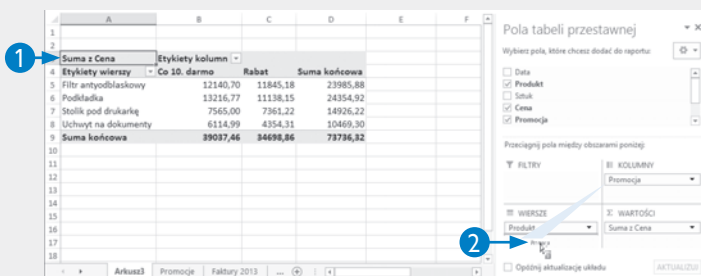 A B C D E F
1
2
3 Suma z Cena Etykiety kolumn
4 Etykiety wierszy Co 10. darmo Rabat Suma końcowa
5 Filtr antyodblaskowy 12140,70 11845,18 23985,88
6 Podkładka 13216,77 11138,15 24354,92
7 Stolik pod drukarkę 7565,00 7361,22 14926,22
8 Uchwyt na dokumenty 6114,99 4354,31 10469,30
9 Suma końcowa 39037,46 34698,86 73736,32
10
11
12
13
14
15
16
17
18
Arkusz3 Promocje Faktury 2013 ...
1
Pola tabeli przestawnej
Wybierz pola, które chcesz dodać do raportu:
Data
Produkt
Sztuk
Cena
Promocja
Przeciągnij pola między obszarami poniżej:
FILTRY
KOLUMNY
Promocja
WIERSZE
Produkt
Σ WARTOŚCI
Suma z Cena
2
Opóźnij aktualizację układu AKTUALIZUJ